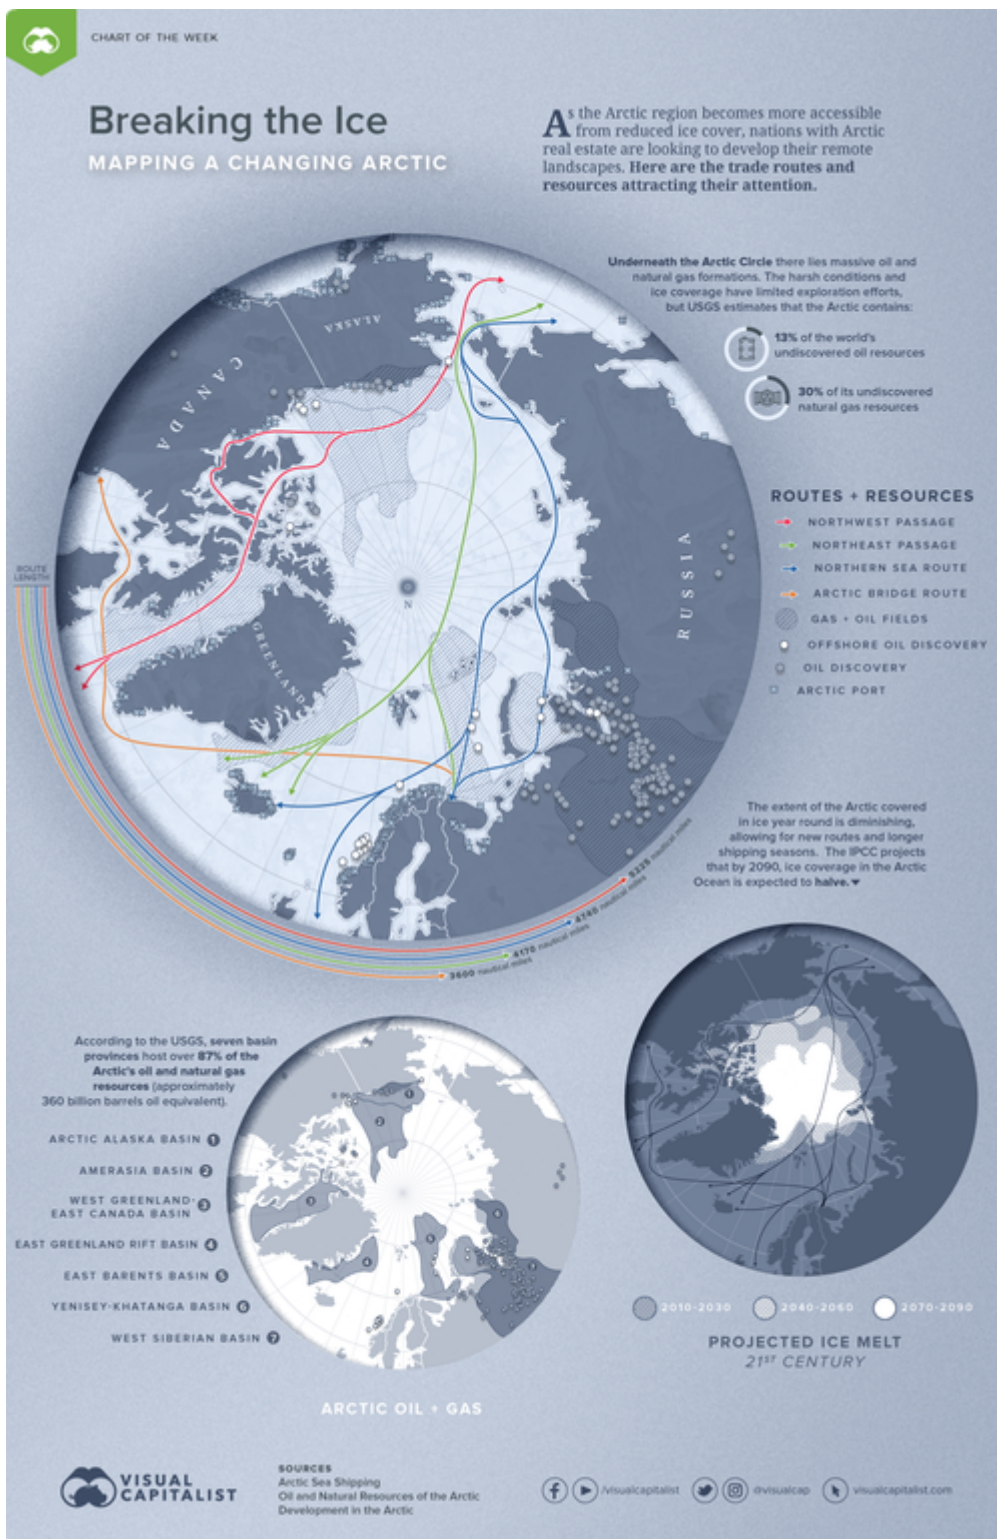 CHART OF THE WEEK
Breaking the Ice
MAPPING A CHANGING ARCTIC
As the Arctic region becomes more accessible
from reduced ice cover, nations with Arctic
real estate are looking to develop their remote
landscapes. Here are the trade routes and
resources attracting their attention.
Underneath the Arctic Circle there lies massive oil and
natural gas formations. The harsh conditions and
ice coverage have limited exploration efforts,
but USGS estimates that the Arctic contains:
13% of the world's
undiscovered oil resources
30% of its undiscovered
natural gas resources
ALASKA
CANADA
GREENLAND
RUSSIA
N
ROUTES + RESOURCES
NORTHWEST PASSAGE
NORTHEAST PASSAGE
NORTHERN SEA ROUTE
ARCTIC BRIDGE ROUTE
GAS + OIL FIELDS
OFFSHORE OIL DISCOVERY
OIL DISCOVERY
ARCTIC PORT
ROUTE
LENGTH
nautical miles
4740 nautical miles
4170 nautical miles
3600 nautical miles
The extent of the Arctic covered
in ice year round is diminishing,
allowing for new routes and longer
shipping seasons. The IPCC projects
that by 2090, ice coverage in the Arctic
Ocean is expected to halve.▼
According to the USGS, seven basin
provinces host over 87% of the
Arctic's oil and natural gas
resources (approximately
360 billion barrels oil equivalent).
ARCTIC ALASKA BASIN 1
AMERASIA BASIN 2
WEST GREENLAND-
EAST CANADA BASIN 3
EAST GREENLAND RIFT BASIN 4
EAST BARENTS BASIN 5
YENISEY-KHATANGA BASIN 6
WEST SIBERIAN BASIN 7
1
2
3
4
5
6
7
ARCTIC OIL + GAS
2010-2030
2040-2060
2070-2090
PROJECTED ICE MELT
21ST CENTURY
VISUAL
CAPITALIST
SOURCES
Arctic Sea Shipping
Oil and Natural Resources of the Arctic
Development in the Arctic
/visualcapitalist
@visualcap
visualcapitalist.com